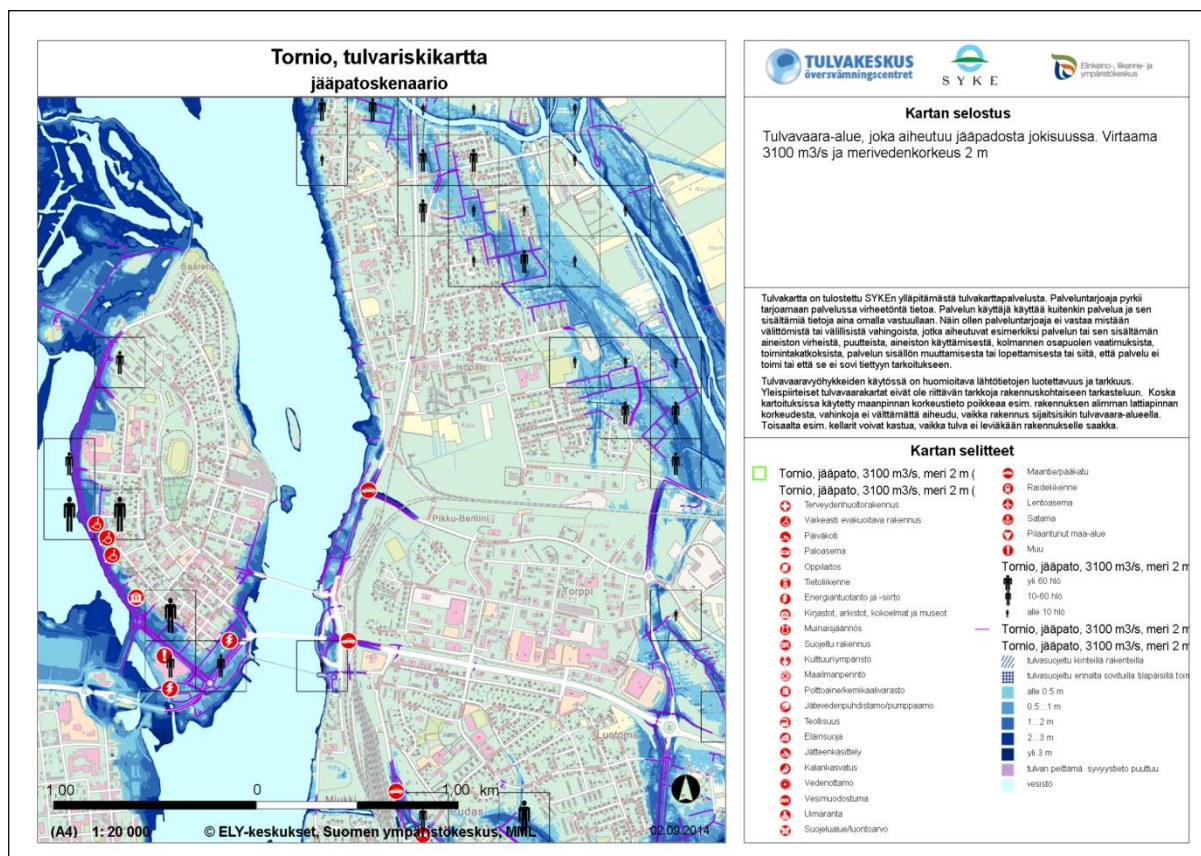 Tornio, tulvariskikartta
jääpatoskenaario
Saarenp
Isopale
Pikku-Berliini
Torppi
Luotoma
Miukki
Pudas
1,00
0
1,00 km
(A4) 1: 20 000
© ELY-keskukset, Suomen ympäristökeskus, MML
02.09.2014
TULVAKESKUS
översvämningscentret
SYKE
Elinkeino-, liikenne- ja
ympäristökeskus
Kartan selostus
Tulvavaara-alue, joka aiheutuu jääpadosta jokisuussa. Virtaama
3100 m3/s ja merivedenkorkeus 2 m
Tulvakartta on tulostettu SYKEn ylläpitämästä tulvakarttapalvelusta. Palveluntarjoaja pyrkii
tarjoamaan palvelussa virheetöntä tietoa. Palvelun käyttäjä käyttää kuitenkin palvelua ja sen
sisältämiä tietoja aina omalla vastuullaan. Näin ollen palveluntarjoaja ei vastaa mistään
välittömistä tai välillisistä vahingoista, jotka aiheutuvat esimerkiksi palvelun tai sen sisältämän
aineiston virheistä, puutteista, aineiston käyttämisestä, kolmannen osapuolen vaatimuksista,
toimintakatkoksista, palvelun sisällön muuttamisesta tai lopettamisesta tai siitä, että palvelu ei
toimi tai että se ei sovi tiettyyn tarkoitukseen.
Tulvavaaravyöhykkeiden käytössä on huomioitava lähtötietojen luotettavuus ja tarkkuus.
Yleispiirteiset tulvavaarakartat eivät ole riittävän tarkkoja rakennuskohtaiseen tarkasteluun. Koska
kartoituksissa käytetty maanpinnan korkeustieto poikkeaa esim. rakennuksen alimman lattiapinnan
korkeudesta, vahinkoja ei välttämättä aiheudu, vaikka rakennus sijaitsisikin tulvavaara-alueella.
Toisaalta esim. kellarit voivat kastua, vaikka tulva ei leviäkään rakennukselle saakka.
Kartan selitteet
Tornio, jääpato, 3100 m3/s, meri 2 m (
Tornio, jääpato, 3100 m3/s, meri 2 m (
Terveydenhuoltorakennus
Vaikeasti evakuoitava rakennus
Päiväkoti
Paloasema
Oppilaitos
Tietoliikenne
Energiantuotanto ja -siirto
Kirjastot, arkistot, kokoelmat ja museot
Muinaisjäännös
Suojeltu rakennus
Kulttuuriympäristö
Maailmanperintö
Polttoaine/kemikaalivarasto
Jätevedenpuhdistamo/pumppaamo
Teollisuus
Eläinsuoja
Jätteenkäsittely
Kalankasvatus
Vedenottamo
Vesimuodostuma
Uimaranta
Suojelualue/luontoarvo
Maantie/pääkatu
Raideliikenne
Lentoasema
Satama
Pilaantunut maa-alue
Muu
Tornio, jääpato, 3100 m3/s, meri 2 m
yli 60 hlö
10-60 hlö
alle 10 hlö
Tornio, jääpato, 3100 m3/s, meri 2 m
Tornio, jääpato, 3100 m3/s, meri 2 m
tulvasuojeltu kiinteillä rakenteilla
tulvasuojeltu ennalta sovituilla tilapäisillä toin
alle 0.5 m
0.5...1 m
1...2 m
2...3 m
yli 3 m
tulvan peittämä. syvyystieto puuttuu
vesistö